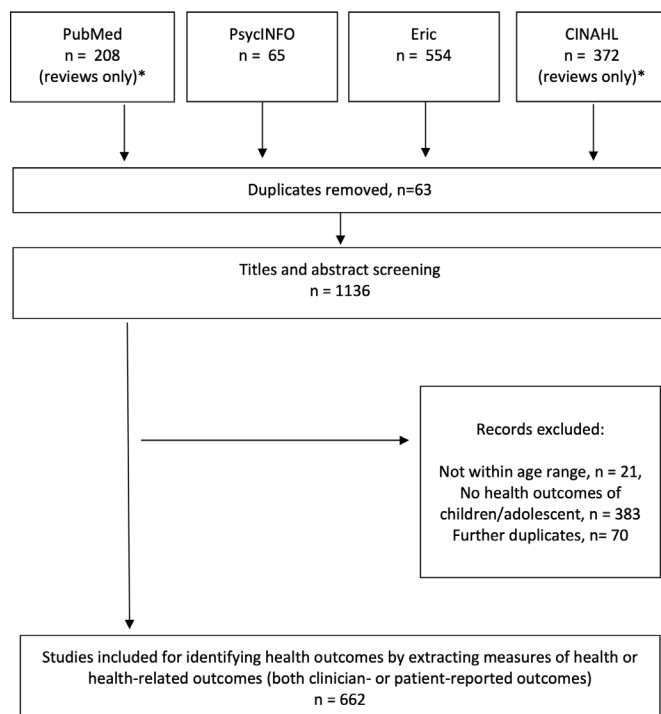 PubMed
n = 208
(reviews only)*
PsycINFO
n = 65
Eric
n = 554
CINAHL
n = 372
(reviews only)*
Duplicates removed, n=63
Titles and abstract screening
n = 1136
Records excluded:
Not within age range, n = 21,
No health outcomes of
children/adolescent, n = 383
Further duplicates, n= 70
Studies included for identifying health outcomes by extracting measures of health or
health-related outcomes (both clinician- or patient-reported outcomes)
n = 662